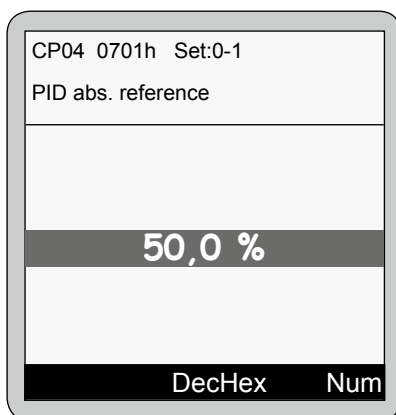 CP04 0701h Set:0-1
PID abs. reference
50,0 %
DecHex Num